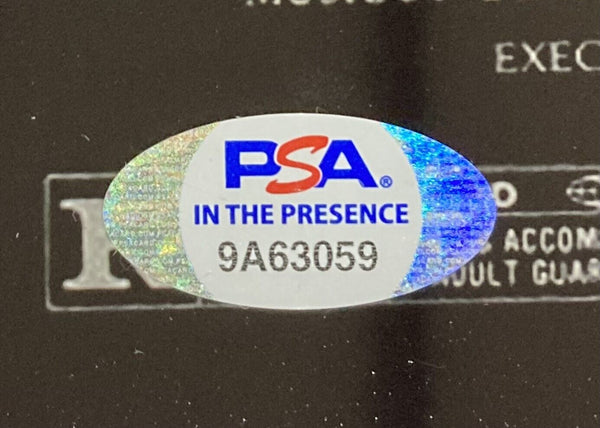 EXEC
PSA®
IN THE PRESENCE
9A63059
R
ACCOM
ADULT GUAR